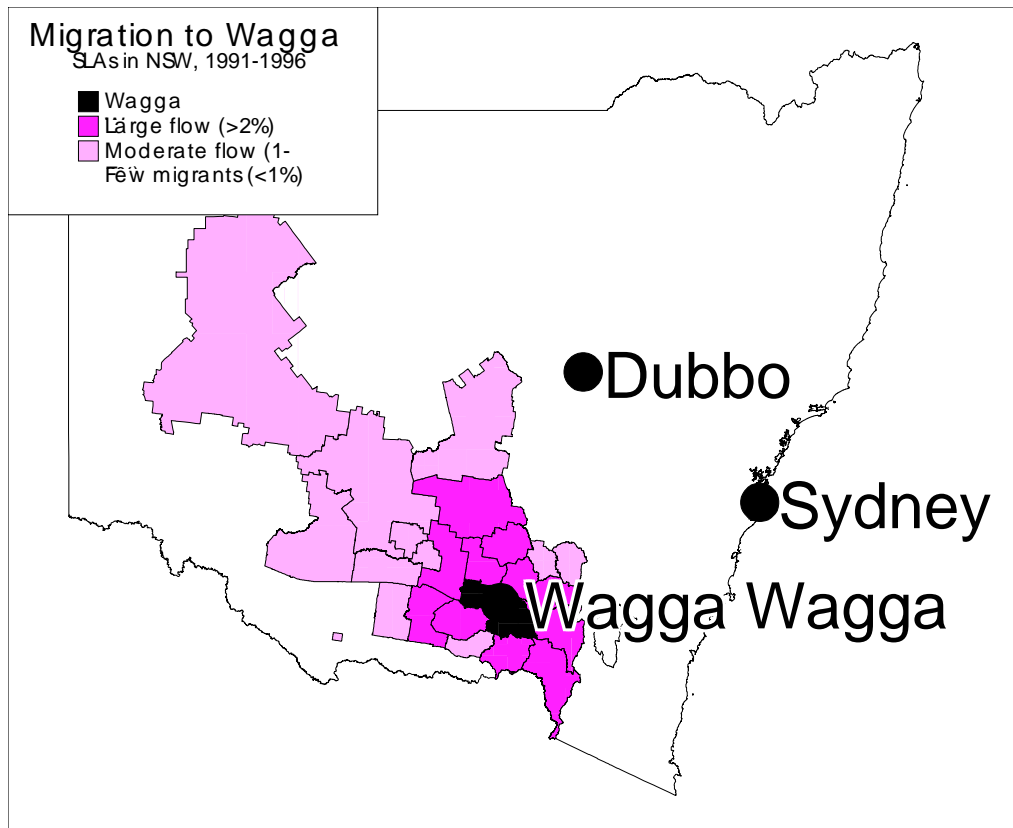 Migration to Wagga
SLAs in NSW, 1991-1996
Wagga
Large flow (>2%)
Moderate flow (1-
Few migrants (<1%)
Dubbo
Sydney
Wagga Wagga